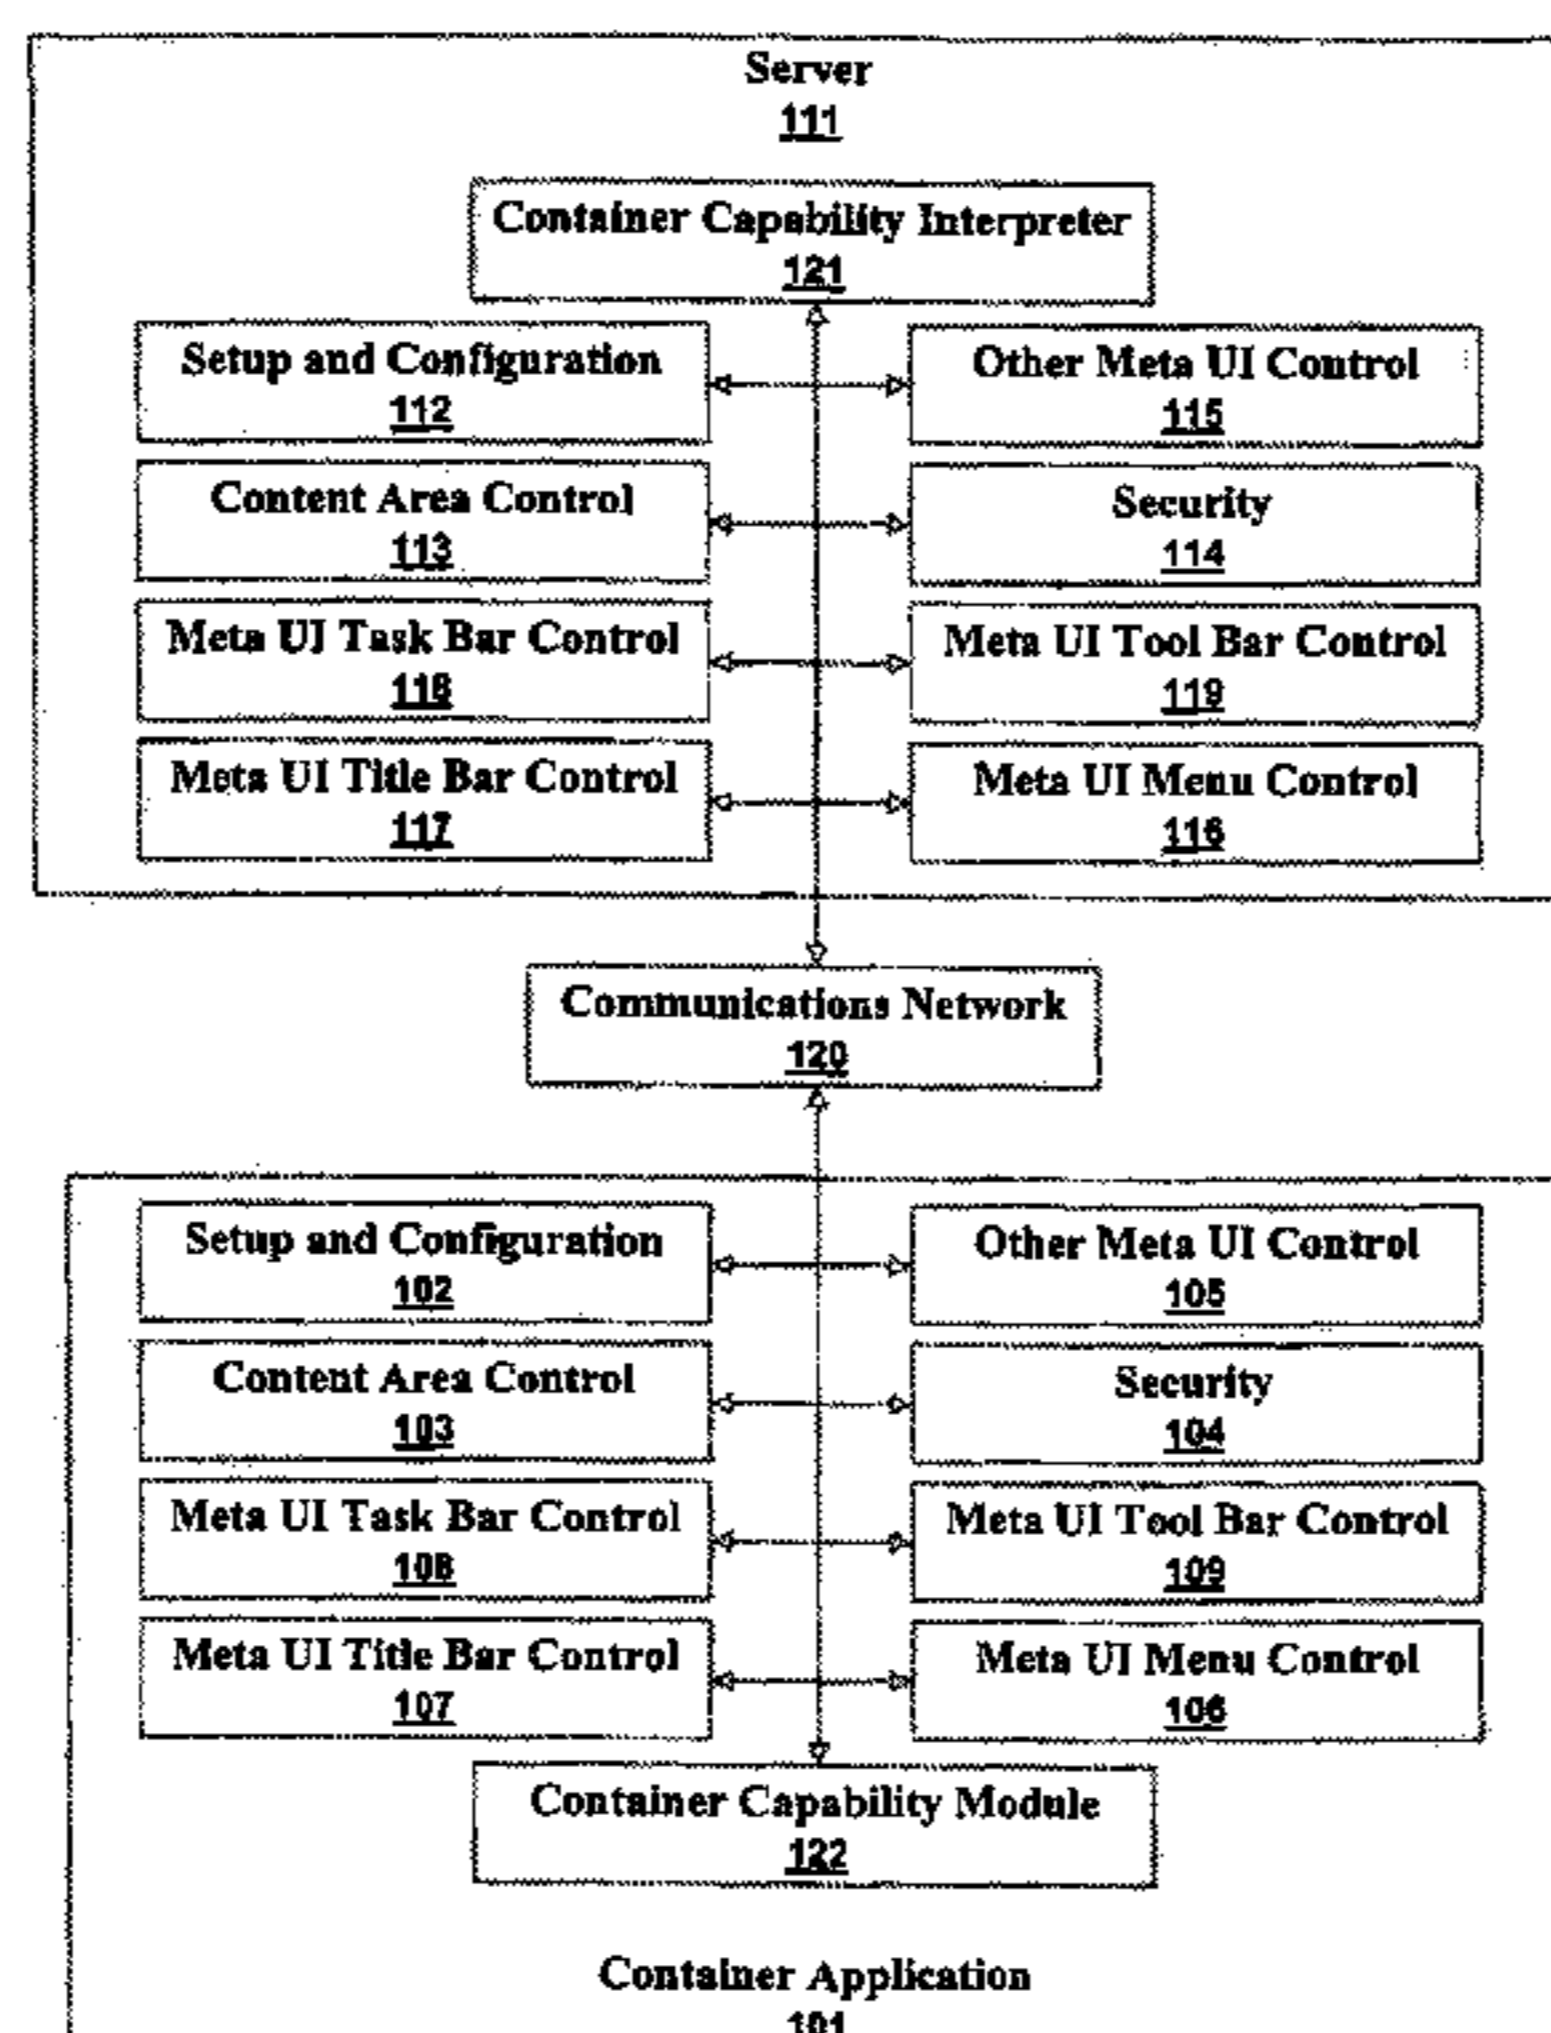 Server
111
Container Capability Interpreter
121
Setup and Configuration
112
Other Meta UI Control
115
Content Area Control
113
Security
114
Meta UI Task Bar Control
118
Meta UI Tool Bar Control
119
Meta UI Title Bar Control
117
Meta UI Menu Control
116
Communications Network
120
Setup and Configuration
102
Other Meta UI Control
105
Content Area Control
103
Security
104
Meta UI Task Bar Control
108
Meta UI Tool Bar Control
109
Meta UI Title Bar Control
107
Meta UI Menu Control
106
Container Capability Module
122
Container Application
101